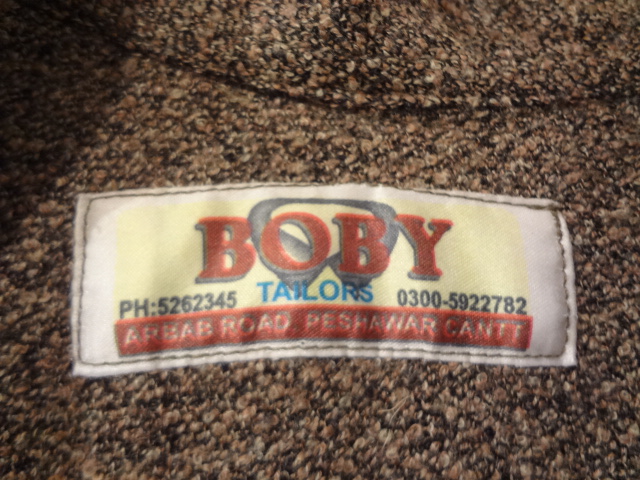 BOBY
TAILORS
PH:5262345 0300-5922782
ARBAB ROAD, PESHAWAR CANTT